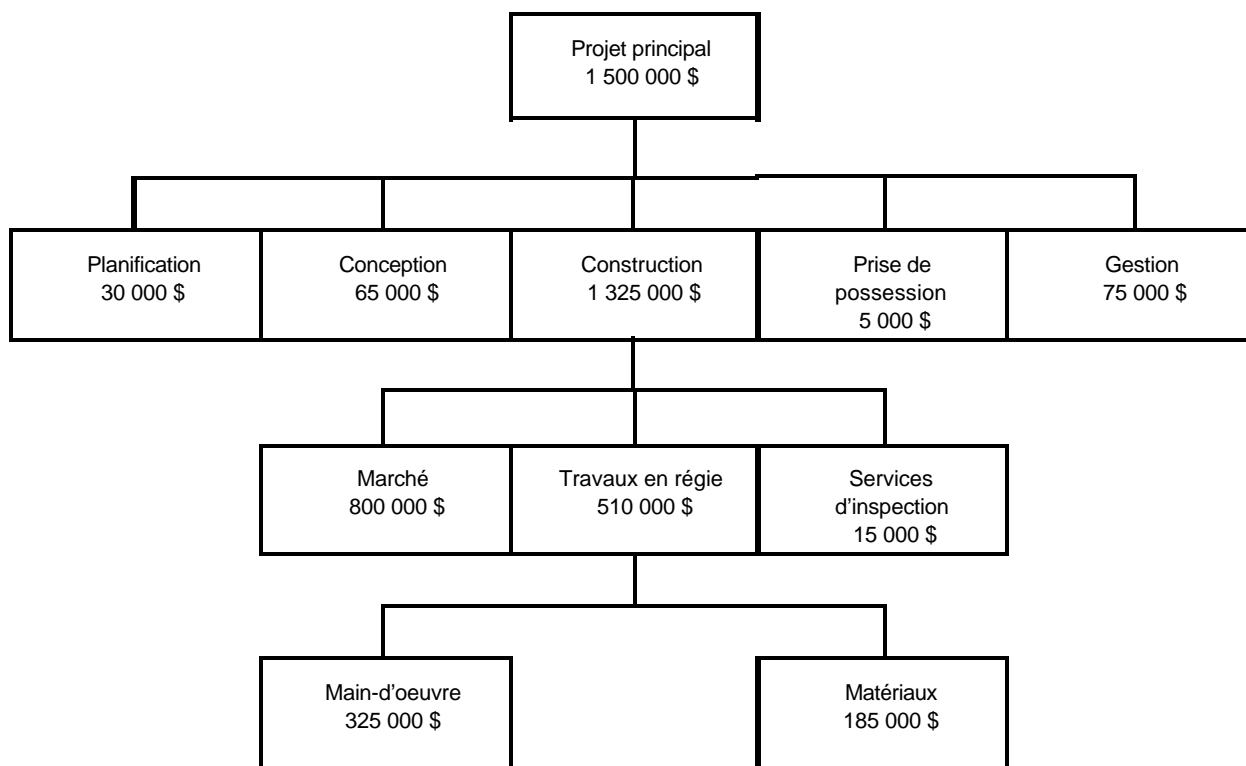 Projet principal
1 500 000 $
Planification
30 000 $
Conception
65 000 $
Construction
1 325 000 $
Prise de
possession
5 000 $
Gestion
75 000 $
Marché
800 000 $
Travaux en régie
510 000 $
Services
d'inspection
15 000 $
Main-d'oeuvre
325 000 $
Matériaux
185 000 $